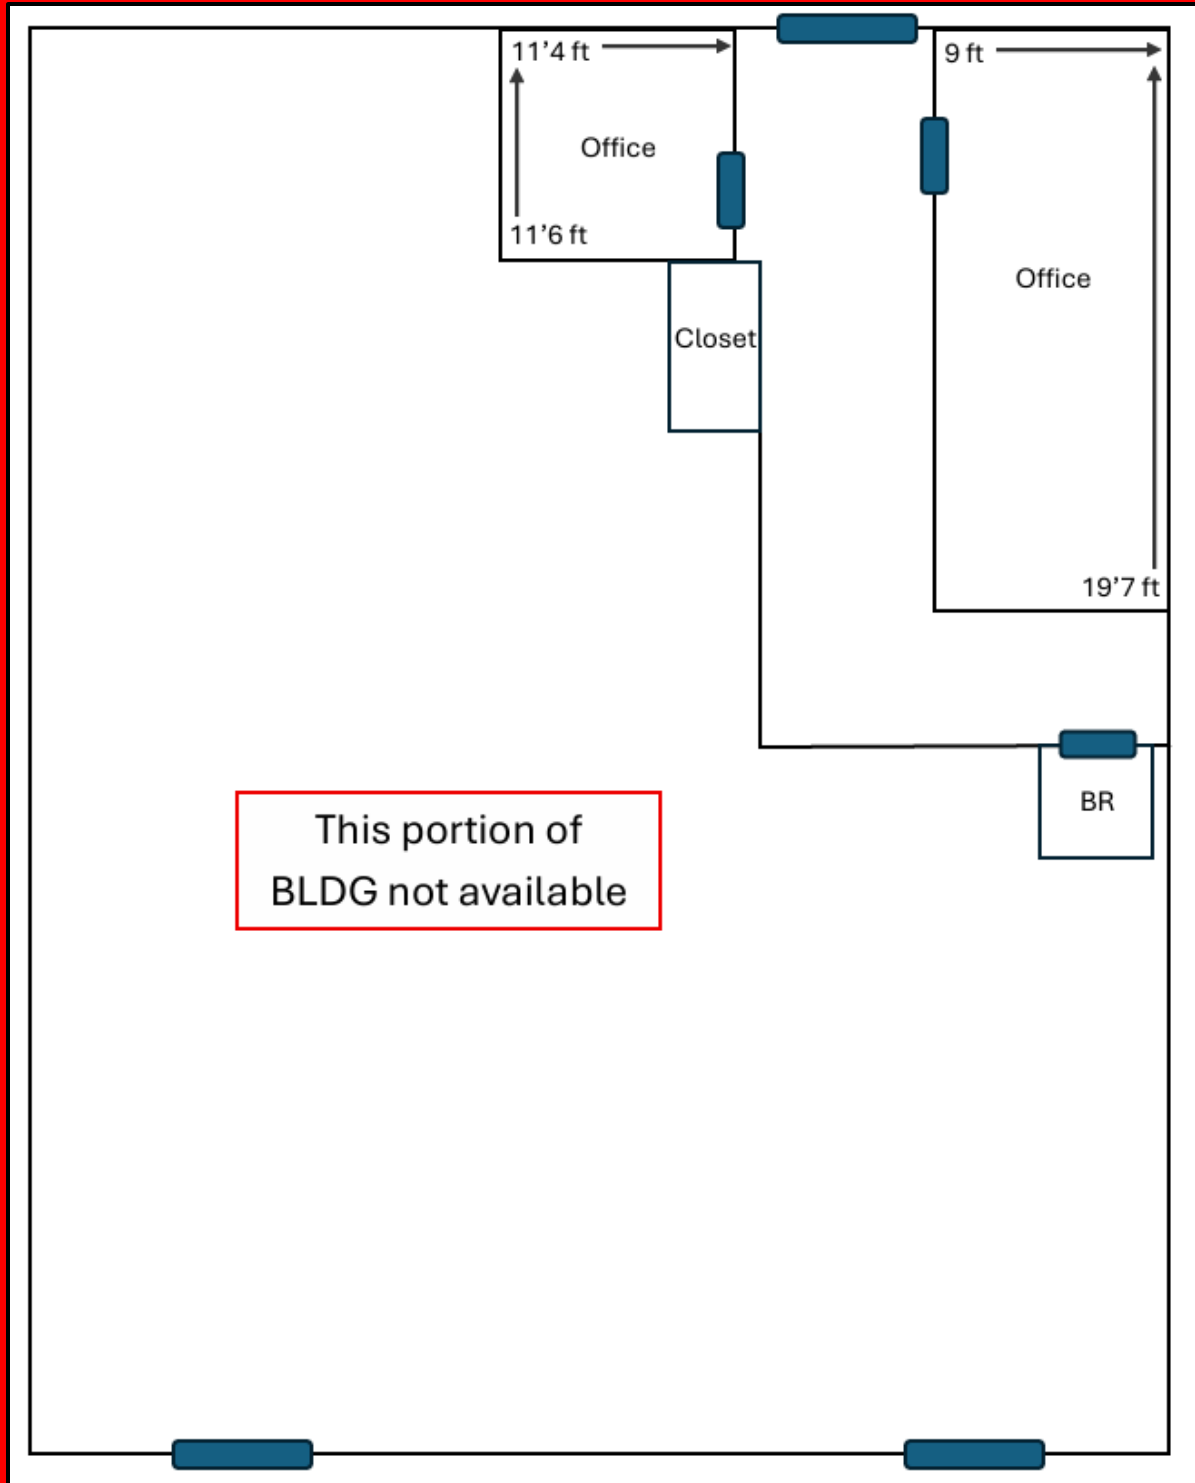 11’4 ft
9 ft
Office
11’6 ft
Office
Closet
19’7 ft
BR
This portion of
BLDG not available